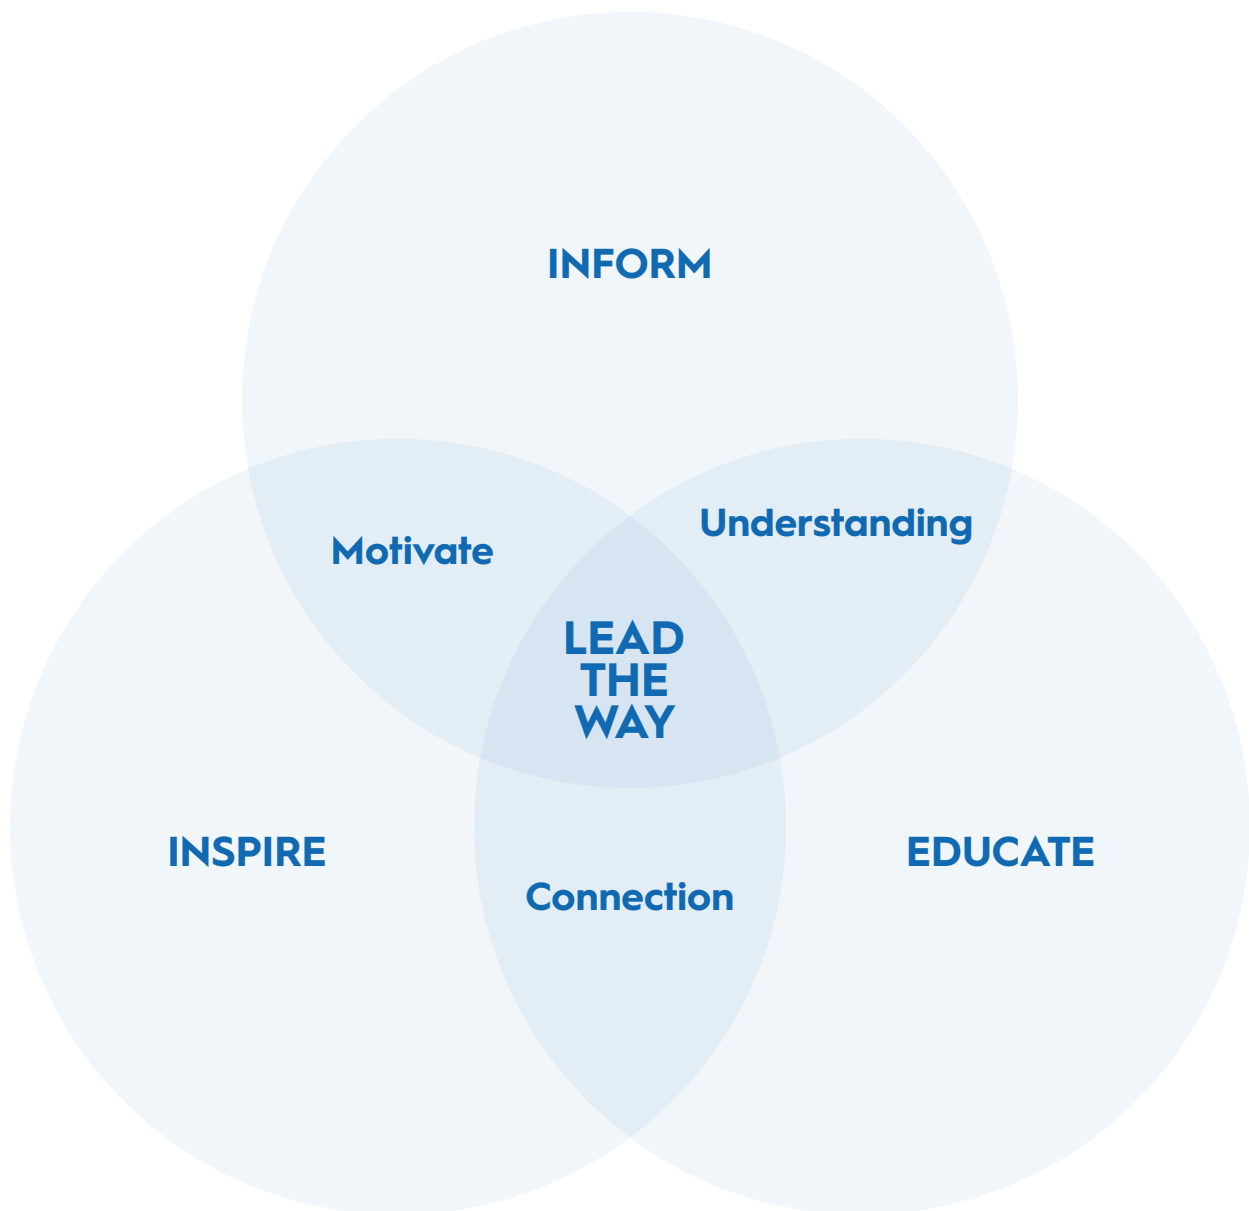 INFORM
Understanding
Motivate
LEAD
THE
WAY
INSPIRE
EDUCATE
Connection